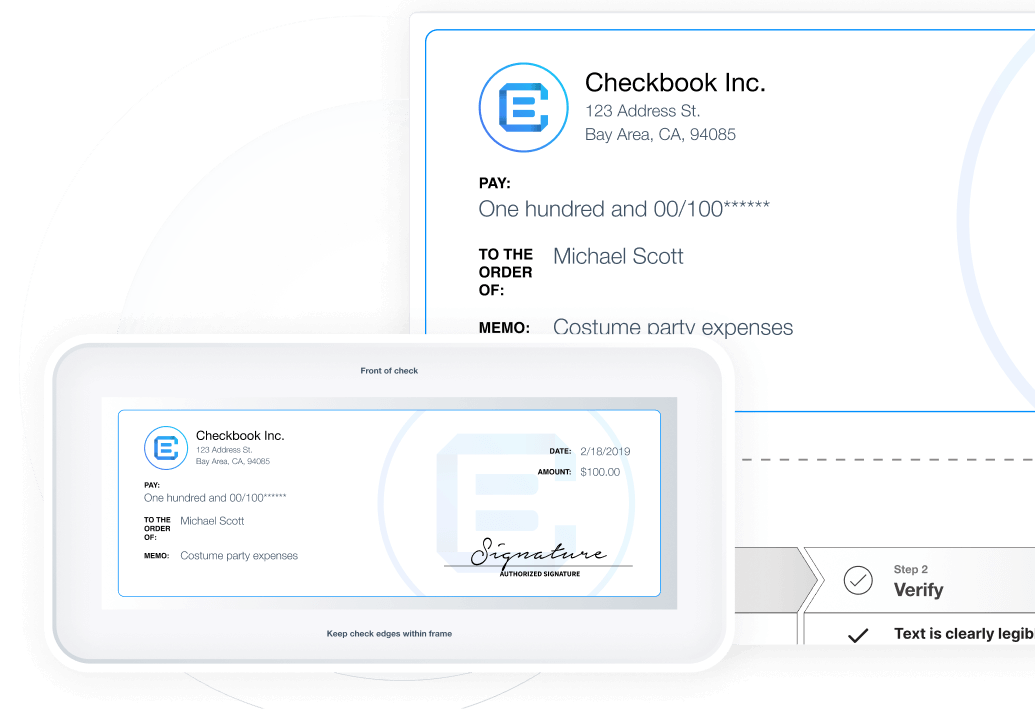 Checkbook Inc.
123 Address St.
Bay Area, CA, 94085
PAY:
One hundred and 00/100******
TO THE
ORDER
OF:
Michael Scott
MEMO: Costume party expenses
Front of check
Checkbook Inc.
123 Address St.
Bay Area, CA, 94085
DATE: 2/18/2019
AMOUNT: $100.00
PAY:
One hundred and 00/100******
TO THE
ORDER
OF:
Michael Scott
MEMO: Costume party expenses
Signature
AUTHORIZED SIGNATURE
Keep check edges within frame
Step 2
Verify
Text is clearly legib